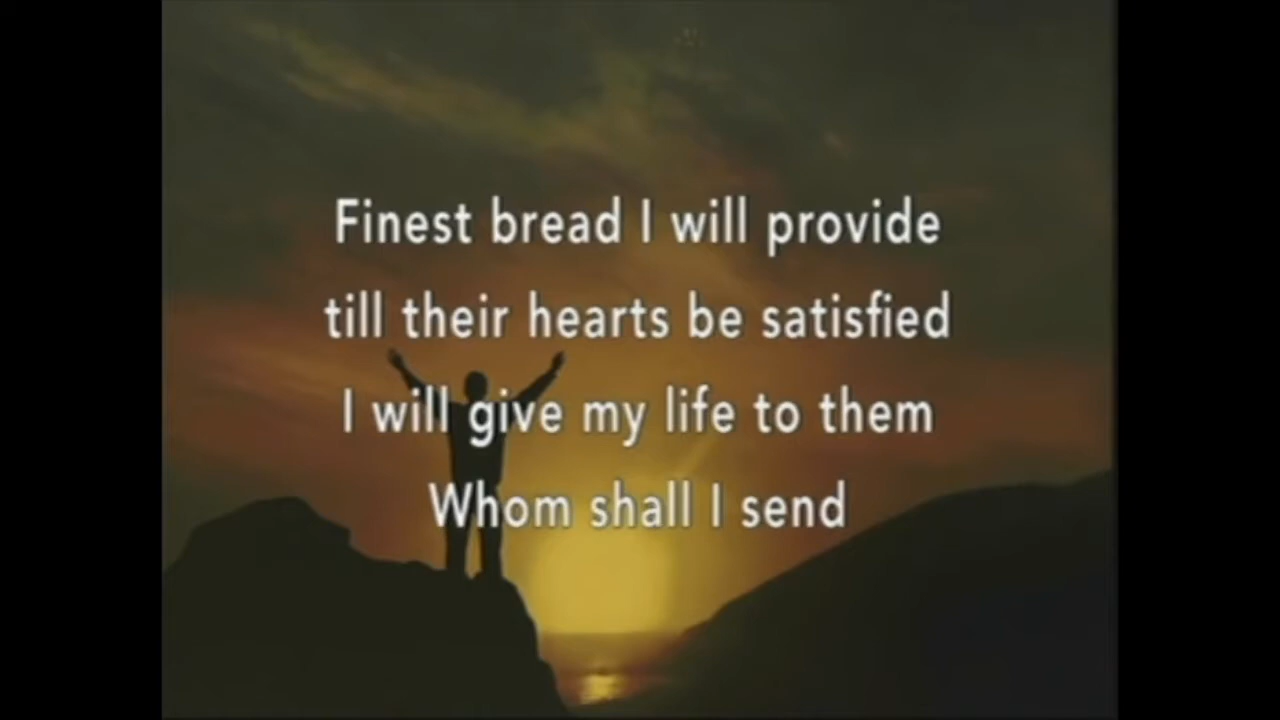 Finest bread I will provide
till their hearts be satisfied
I will give my life to them
Whom shall I send